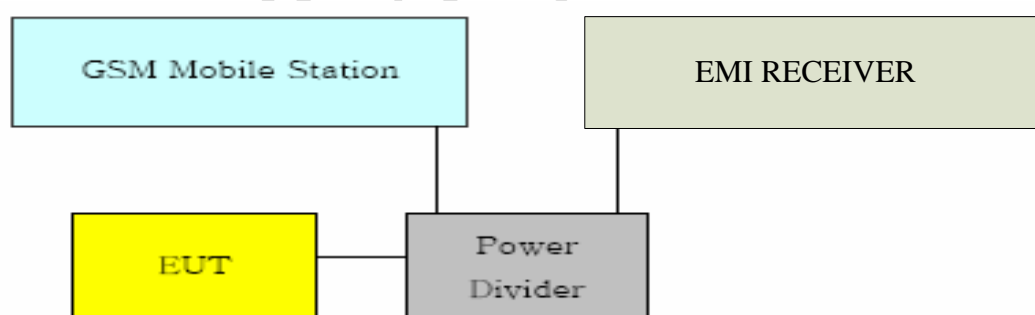 GSM Mobile Station
EMI RECEIVER
EUT
Power
Divider